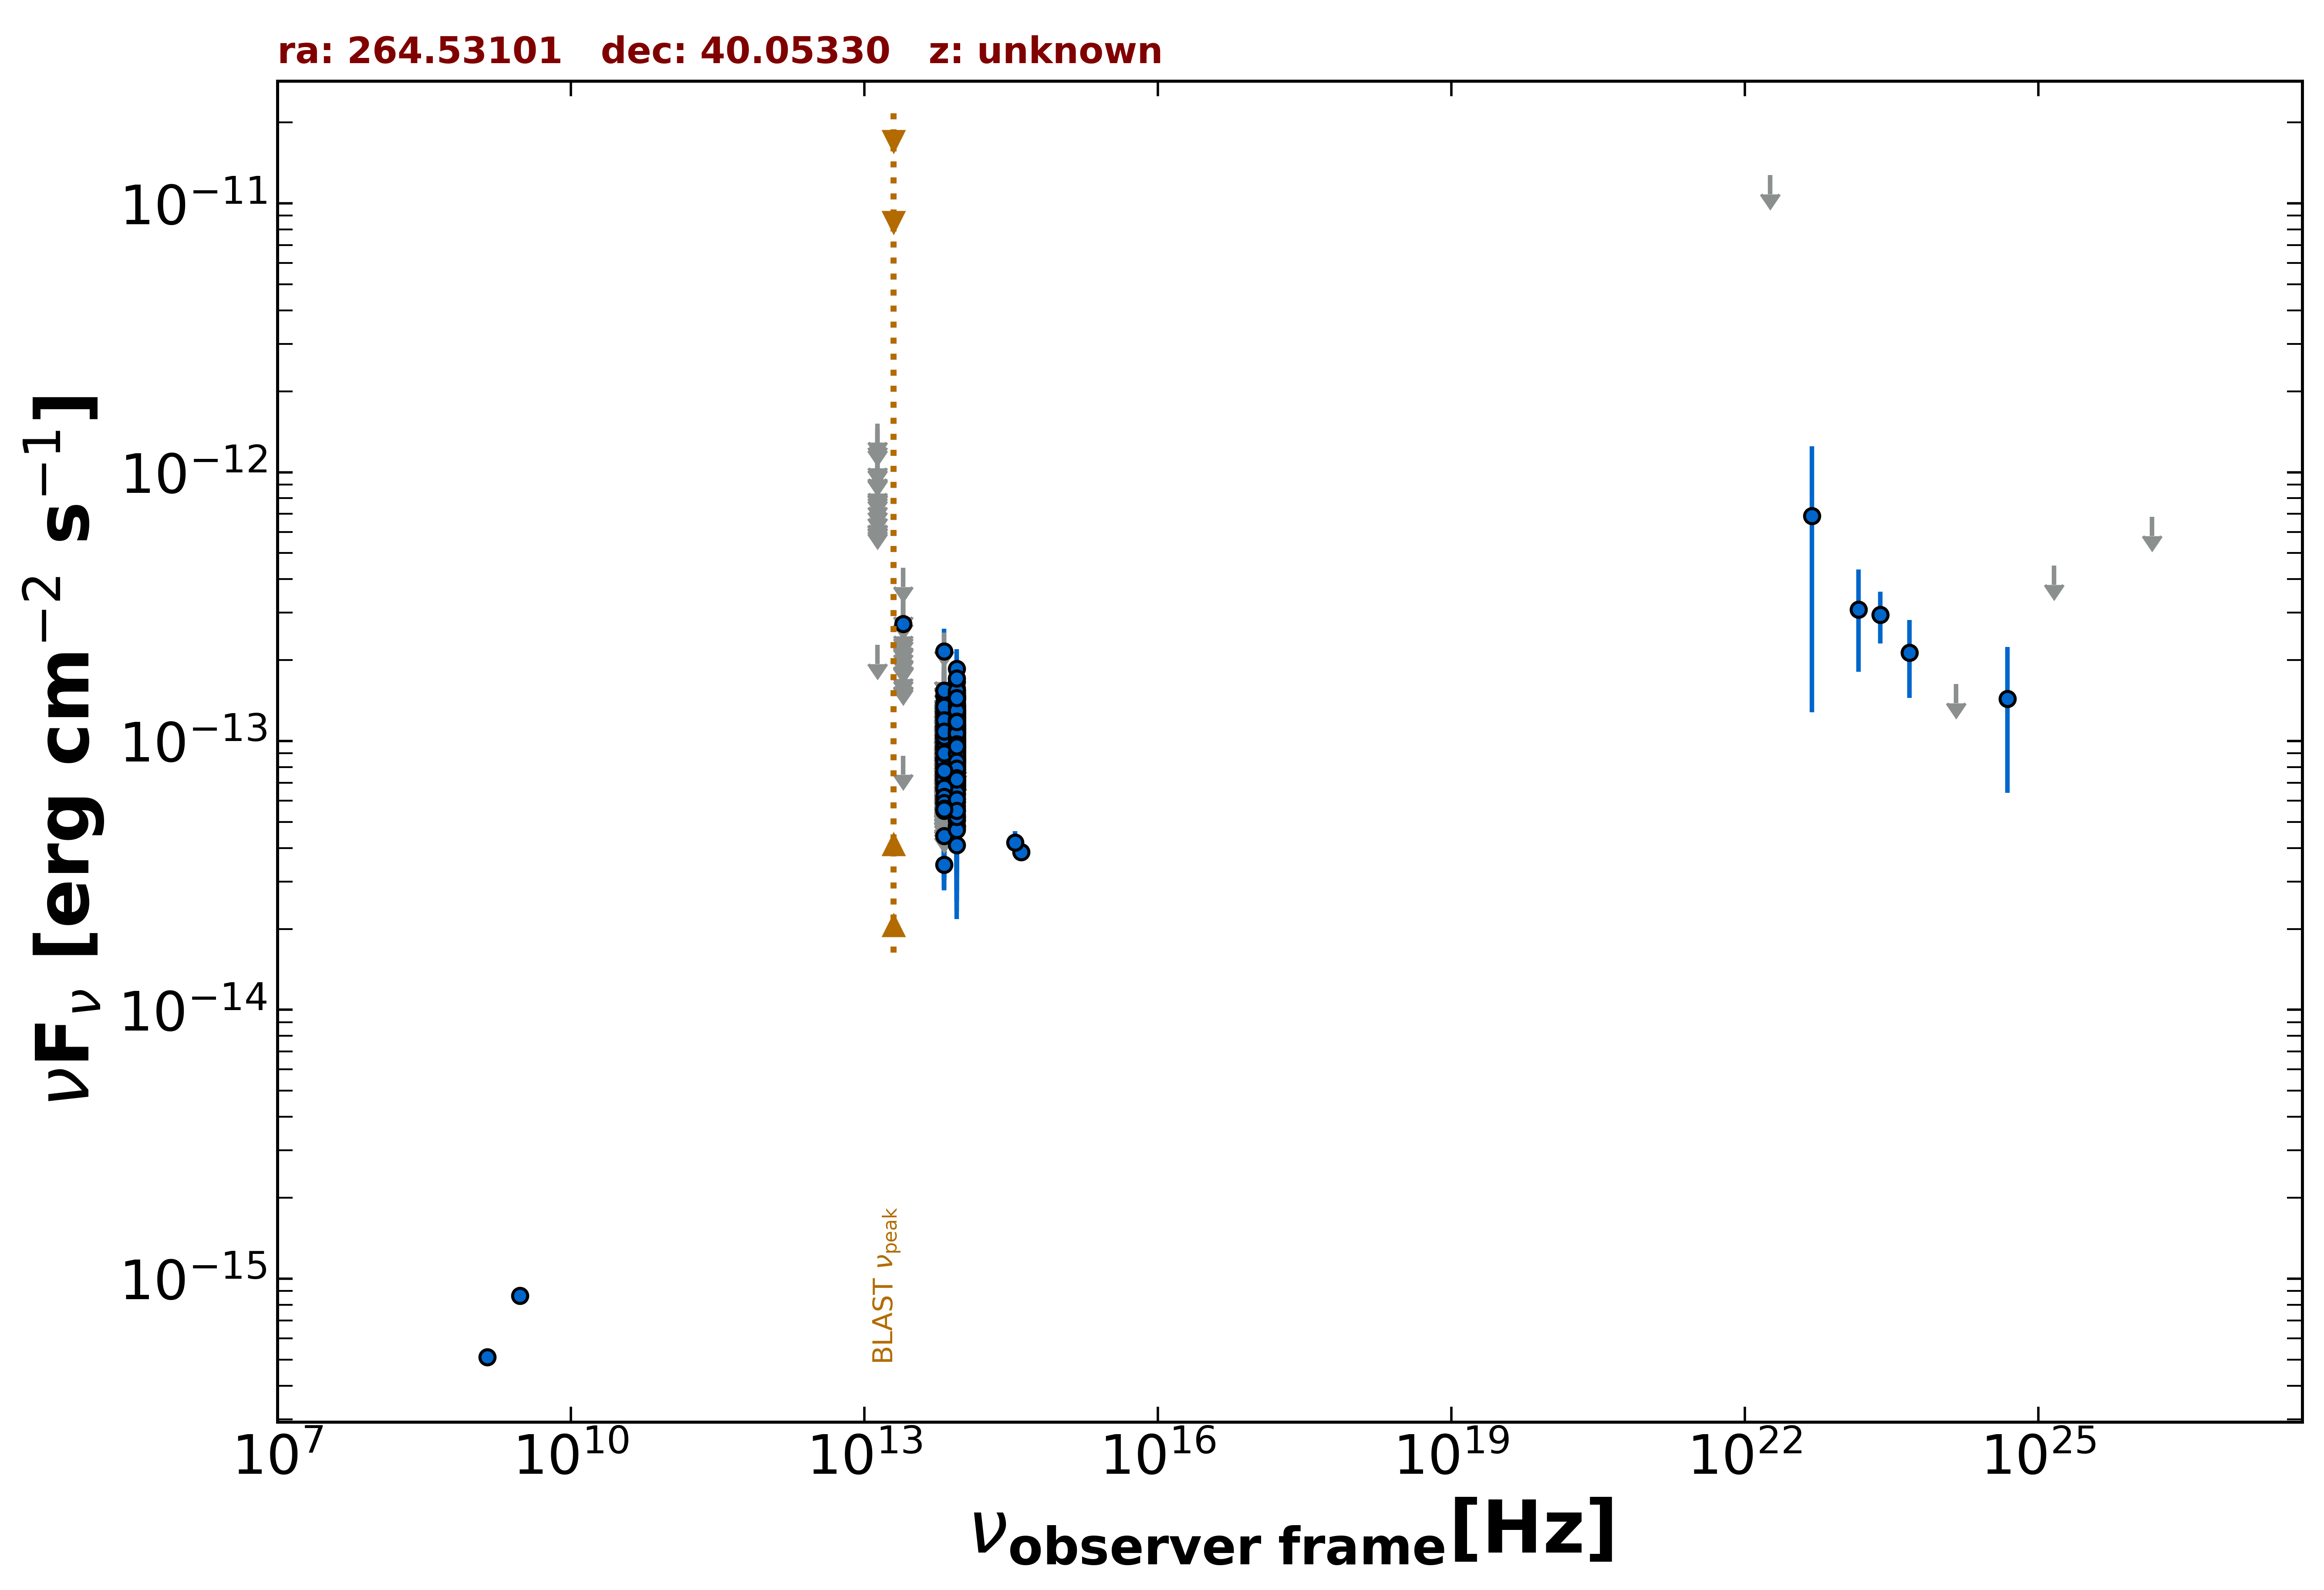 ra: 264.53101   dec: 40.05330   z: unknown
10⁻¹¹
10⁻¹²
10⁻¹³
10⁻¹⁴
10⁻¹⁵
νFν [erg cm⁻² s⁻¹]
BLAST νpeak
10⁷ 10¹⁰ 10¹³ 10¹⁶ 10¹⁹ 10²² 10²⁵
νobserver frame[Hz]